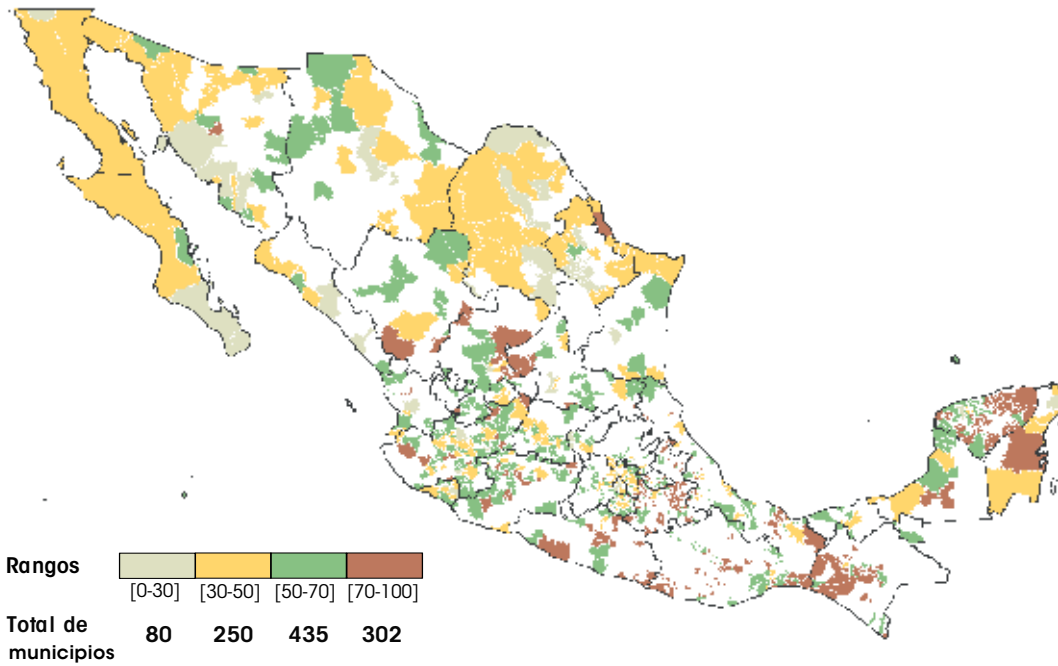 Rangos
[0-30] [30-50] [50-70] [70-100]
Total de
municipios
80 250 435 302